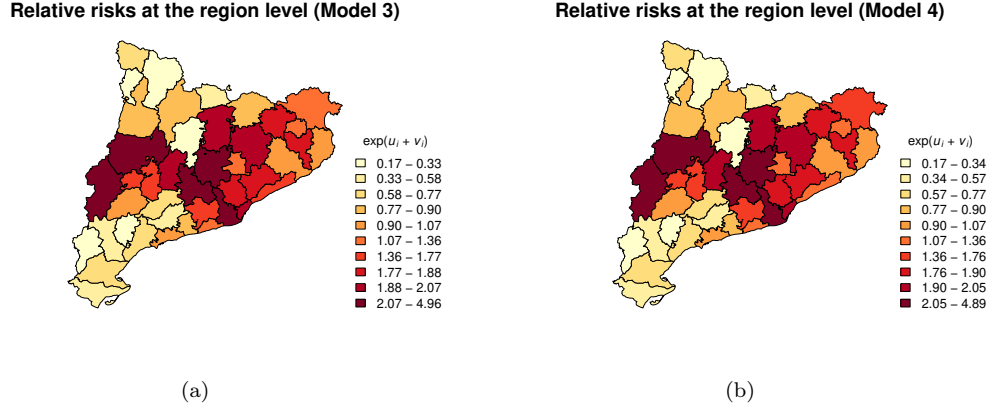 Relative risks at the region level (Model 3)
exp(uᵢ + vᵢ)
0.17 − 0.33
0.33 − 0.58
0.58 − 0.77
0.77 − 0.90
0.90 − 1.07
1.07 − 1.36
1.36 − 1.77
1.77 − 1.88
1.88 − 2.07
2.07 − 4.96
(a)
Relative risks at the region level (Model 4)
exp(uᵢ + vᵢ)
0.17 − 0.34
0.34 − 0.57
0.57 − 0.77
0.77 − 0.90
0.90 − 1.07
1.07 − 1.36
1.36 − 1.76
1.76 − 1.90
1.90 − 2.05
2.05 − 4.89
(b)